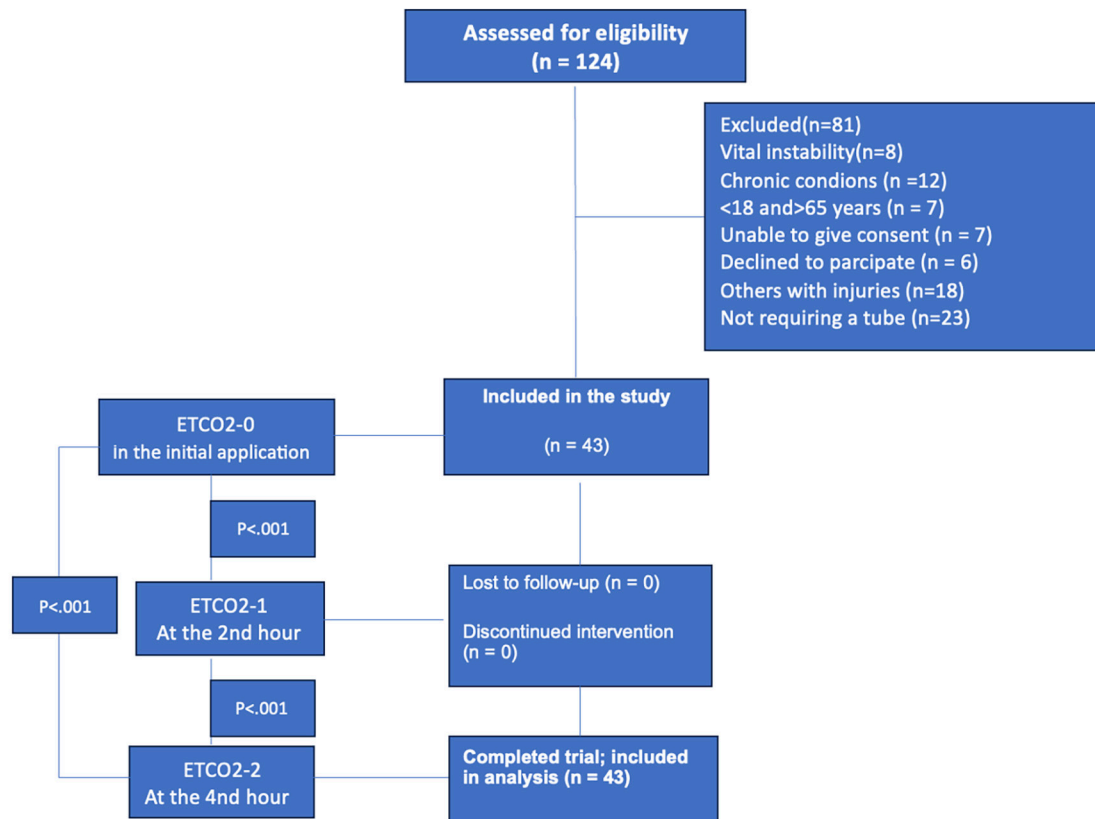 Assessed for eligibility
(n = 124)
Excluded(n=81)
Vital instability(n=8)
Chronic condions (n =12)
<18 and>65 years (n = 7)
Unable to give consent (n = 7)
Declined to parcipate (n = 6)
Others with injuries (n=18)
Not requiring a tube (n=23)
Included in the study
(n = 43)
ETCO2-0
in the initial application
P<.001
P<.001
ETCO2-1
At the 2nd hour
Lost to follow-up (n = 0)
Discontinued intervention
(n = 0)
P<.001
ETCO2-2
At the 4nd hour
Completed trial; included
in analysis (n = 43)